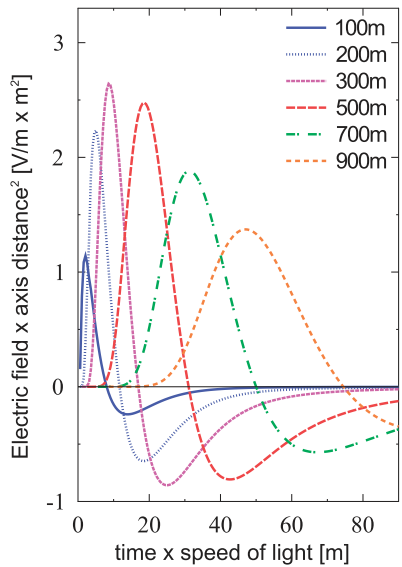 100m
200m
300m
500m
700m
900m
3
2
1
0
-1
0 20 40 60 80
time x speed of light [m]
Electric field x axis distance² [V/m x m²]